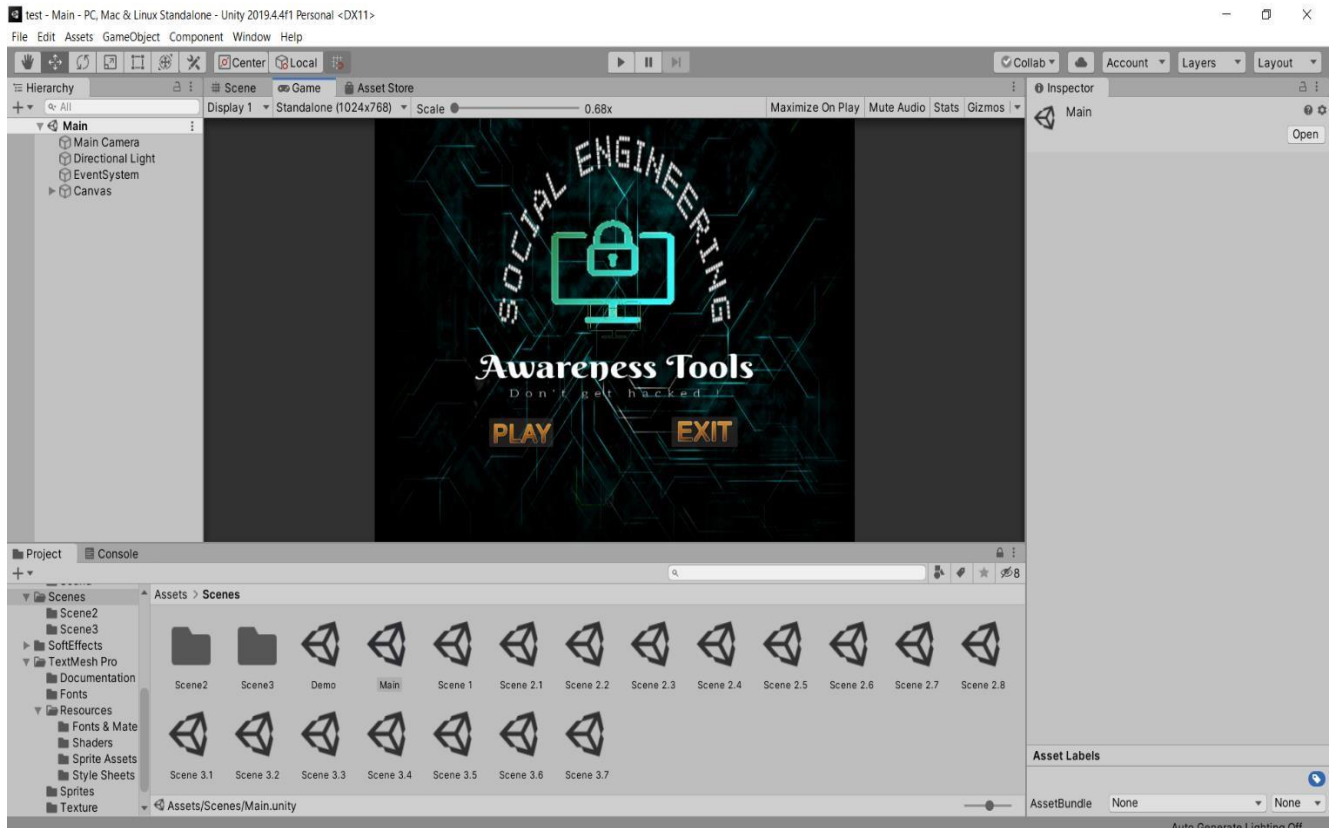 test - Main - PC, Mac & Linux Standalone - Unity 2019.4.4f1 Personal <DX11>
File Edit Assets GameObject Component Window Help
Center Local
Collab Account Layers Layout
Hierarchy
All
Main
Main Camera
Directional Light
EventSystem
Canvas
Scene Game Asset Store
Display 1 Standalone (1024x768) Scale 0.68x Maximize On Play Mute Audio Stats Gizmos
SOCIAL ENGINEERING
Awareness Tools
Don't get hacked !
PLAY EXIT
Inspector
Main
Open
Project Console
8
Scenes
Scene2
Scene3
SoftEffects
TextMesh Pro
Documentation
Fonts
Resources
Fonts & Mate
Shaders
Sprite Assets
Style Sheets
Sprites
Texture
Assets > Scenes
Scene2 Scene3 Demo Main Scene 1 Scene 2.1 Scene 2.2 Scene 2.3 Scene 2.4 Scene 2.5 Scene 2.6 Scene 2.7 Scene 2.8
Scene 3.1 Scene 3.2 Scene 3.3 Scene 3.4 Scene 3.5 Scene 3.6 Scene 3.7
Assets/Scenes/Main.unity
Asset Labels
AssetBundle None None
Auto Generate Lighting Off